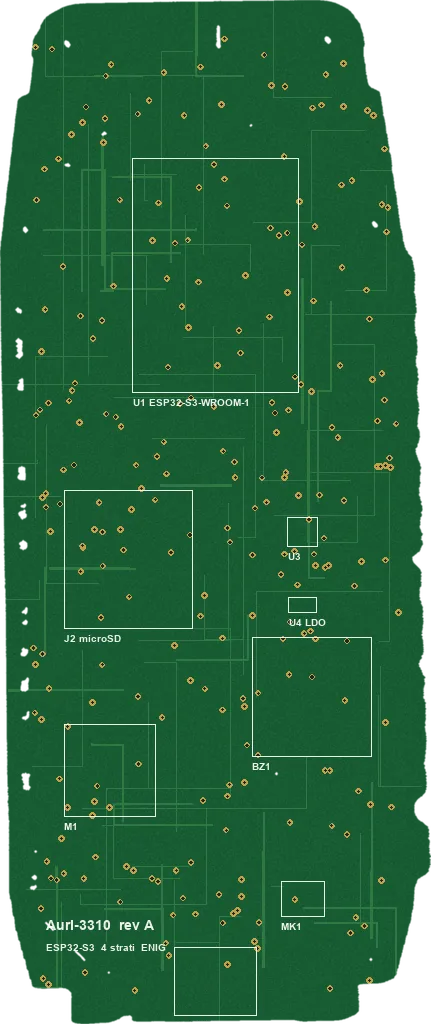 U1 ESP32-S3-WROOM-1
U3
J2 microSD
U4 LDO
BZ1
M1
MK1
Aurl-3310 rev A
ESP32-S3 4 strati ENIG